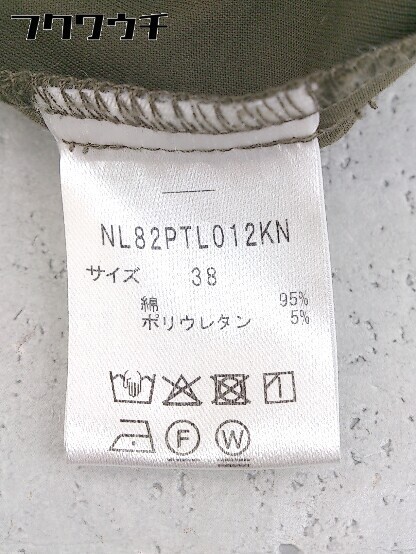 フクワウチ
NL82PTL012KN
サイズ 38
綿 95%
ポリウレタン 5%
F W